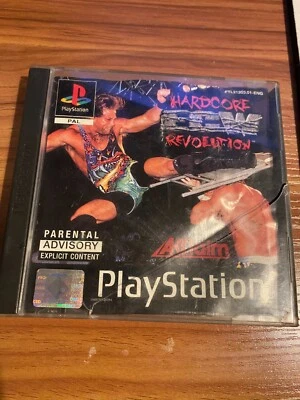 PlayStation
PAL
HARDCORE
ECW
REVOLUTION
PARENTAL
ADVISORY
EXPLICIT CONTENT
Acclaim
PlayStation